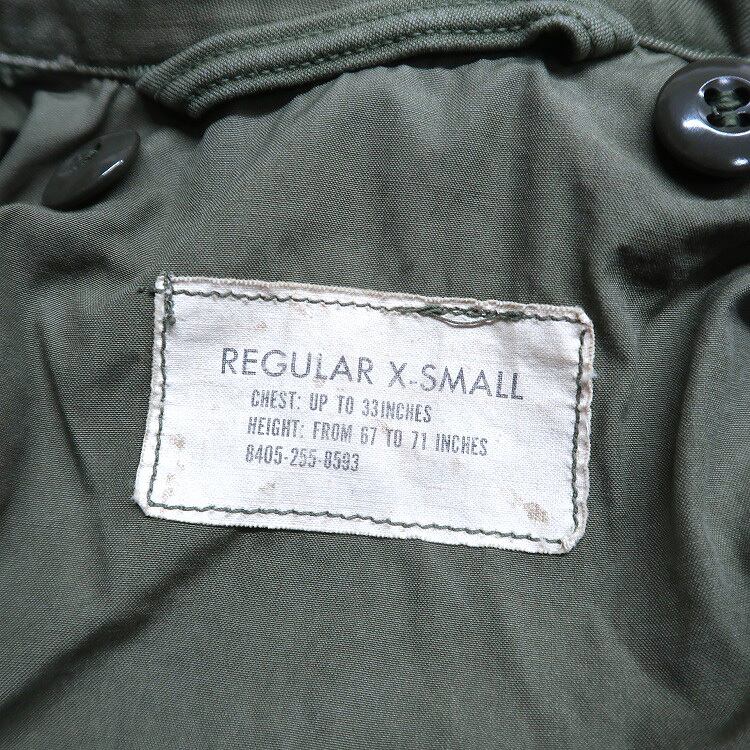 REGULAR X-SMALL
CHEST: UP TO 33INCHES
HEIGHT: FROM 67 TO 71 INCHES
8405-255-8593